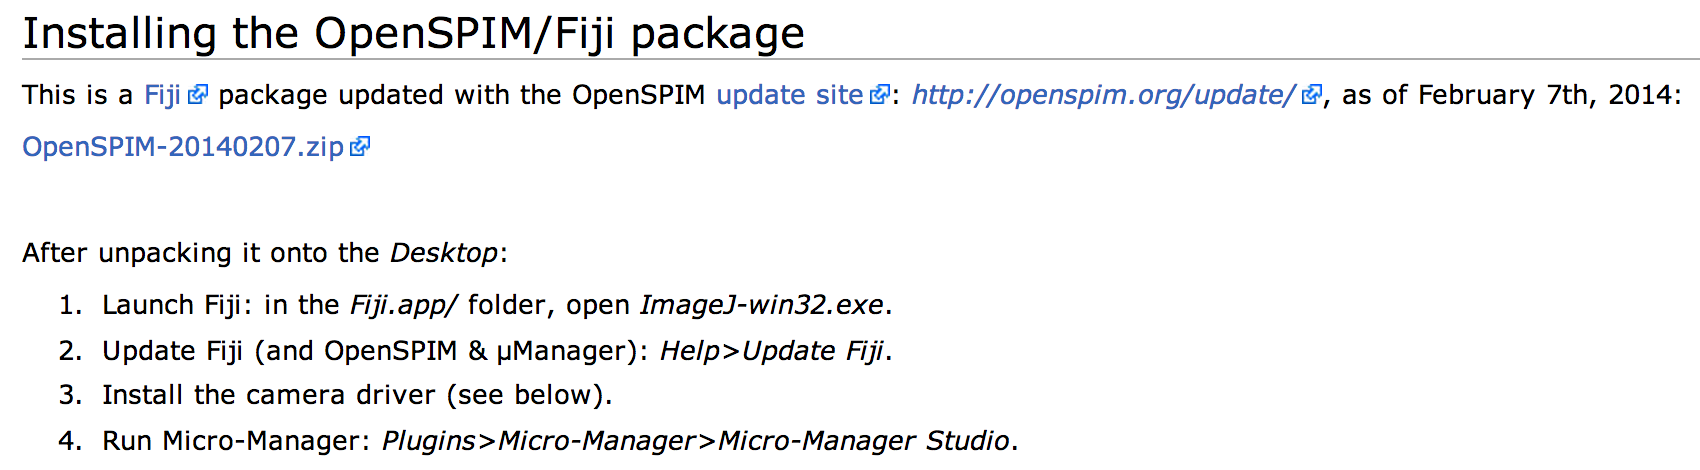 Installing the OpenSPIM/Fiji package
This is a Fiji package updated with the OpenSPIM update site: http://openspim.org/update/, as of February 7th, 2014:
OpenSPIM-20140207.zip
After unpacking it onto the Desktop:
1. Launch Fiji: in the Fiji.app/ folder, open ImageJ-win32.exe.
2. Update Fiji (and OpenSPIM & µManager): Help>Update Fiji.
3. Install the camera driver (see below).
4. Run Micro-Manager: Plugins>Micro-Manager>Micro-Manager Studio.